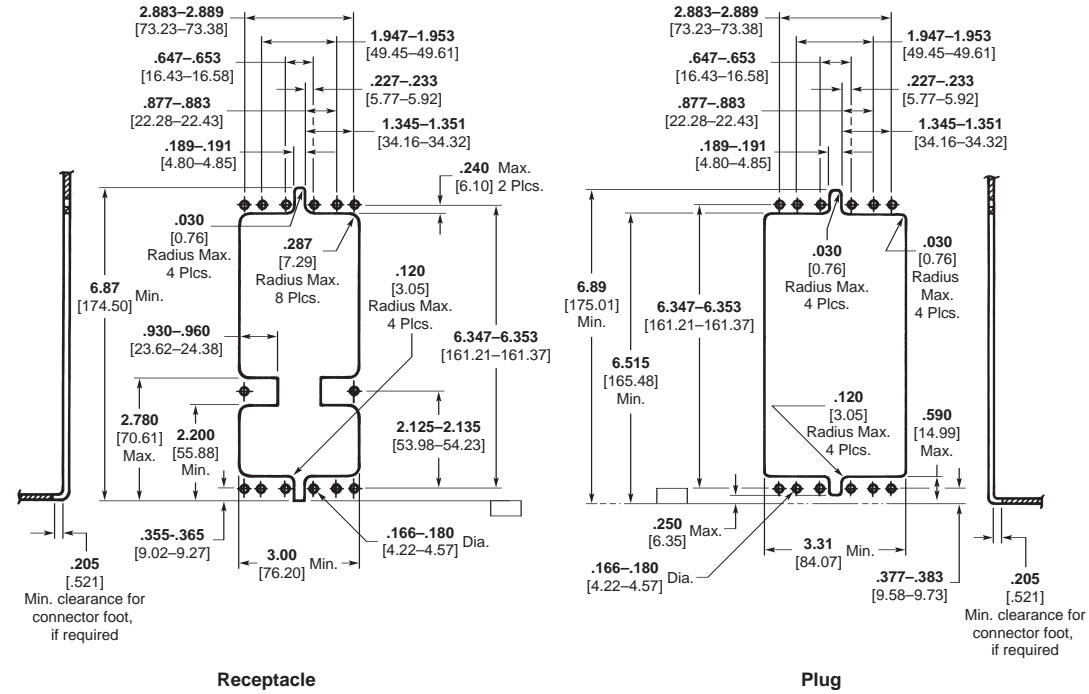 2.883–2.889
[73.23–73.38]
1.947–1.953
[49.45–49.61]
.647–.653
[16.43–16.58]
.227–.233
[5.77–5.92]
.877–.883
[22.28–22.43]
1.345–1.351
[34.16–34.32]
.189–.191
[4.80–4.85]
.240 Max.
[6.10] 2 Plcs.
.030
[0.76]
Radius Max.
4 Plcs.
.287
[7.29]
Radius Max.
8 Plcs.
.120
[3.05]
Radius Max.
4 Plcs.
6.87
[174.50] Min.
.930–.960
[23.62–24.38]
6.347–6.353
[161.21–161.37]
2.780
[70.61]
Max.
2.200
[55.88]
Min.
2.125–2.135
[53.98–54.23]
.355-.365
[9.02–9.27]
3.00 Min.
[76.20]
.166–.180 Dia.
[4.22–4.57]
.205
[.521]
Min. clearance for
connector foot,
if required
Receptacle
2.883–2.889
[73.23–73.38]
1.947–1.953
[49.45–49.61]
.647–.653
[16.43–16.58]
.227–.233
[5.77–5.92]
.877–.883
[22.28–22.43]
1.345–1.351
[34.16–34.32]
.189–.191
[4.80–4.85]
.030
[0.76]
Radius Max.
4 Plcs.
.030
[0.76]
Radius
Max.
4 Plcs.
6.89
[175.01]
Min.
6.347–6.353
[161.21–161.37]
6.515
[165.48]
Min.
.120
[3.05]
Radius Max.
4 Plcs.
.590
[14.99]
Max.
.250 Max.
[6.35]
3.31 Min.
[84.07]
.166–.180 Dia.
[4.22–4.57]
.377–.383
[9.58–9.73]
.205
[.521]
Min. clearance for
connector foot,
if required
Plug